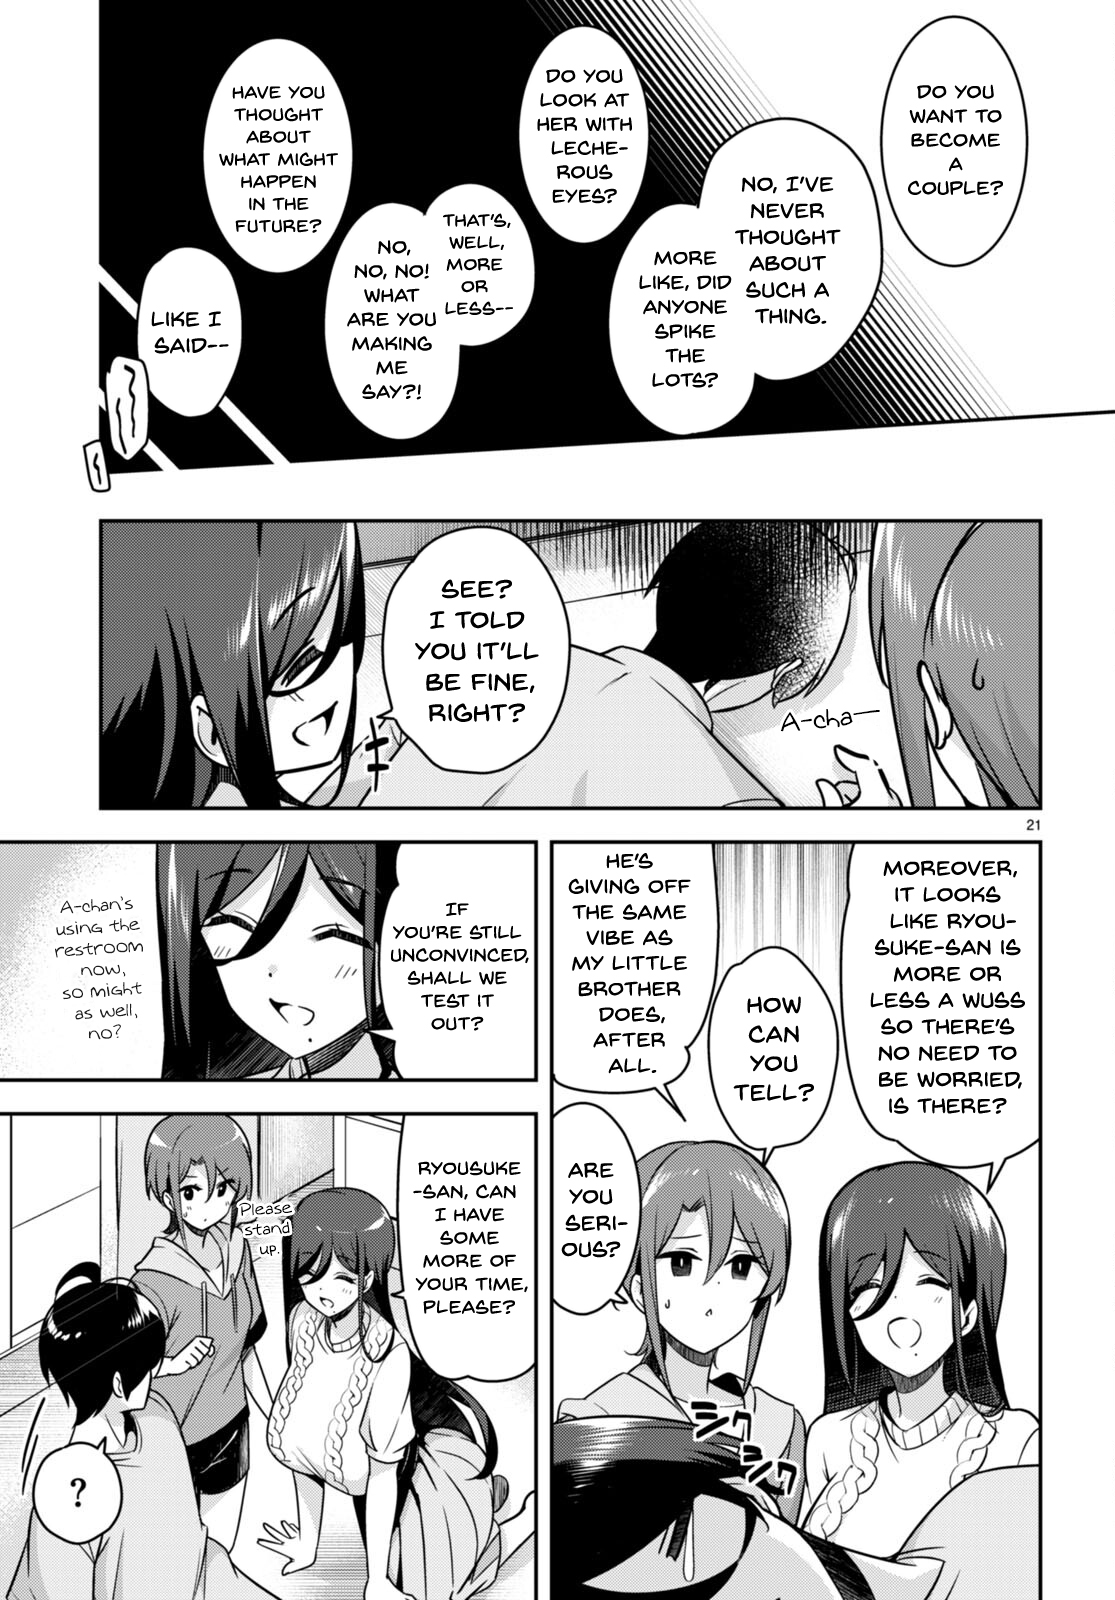 DO YOU
WANT TO
BECOME
A
COUPLE?
NO, I'VE
NEVER
THOUGHT
ABOUT
SUCH A
THING.
MORE
LIKE, DID
ANYONE
SPIKE
THE
LOTS?
DO YOU
LOOK AT
HER WITH
LECHE-
ROUS
EYES?
THAT'S,
WELL,
MORE
OR
LESS--
NO,
NO, NO!
WHAT
ARE YOU
MAKING
ME
SAY?!
HAVE YOU
THOUGHT
ABOUT
WHAT MIGHT
HAPPEN
IN THE
FUTURE?
LIKE I
SAID--
A-cha—
SEE?
I TOLD
YOU IT'LL
BE FINE,
RIGHT?
21
MOREOVER,
IT LOOKS
LIKE RYOU-
SUKE-SAN IS
MORE OR
LESS A WUSS
SO THERE'S
NO NEED TO
BE WORRIED,
IS THERE?
HOW
CAN
YOU
TELL?
HE'S
GIVING OFF
THE SAME
VIBE AS
MY LITTLE
BROTHER
DOES,
AFTER
ALL.
ARE
YOU
SERI-
OUS?
シクシク
IF
YOU'RE STILL
UNCONVINCED,
SHALL WE
TEST IT
OUT?
A-chan's
using the
restroom
now,
so might
as well,
no?
RYOUSUKE
-SAN, CAN
I HAVE
SOME
MORE OF
YOUR TIME,
PLEASE?
Please
stand
up.
?